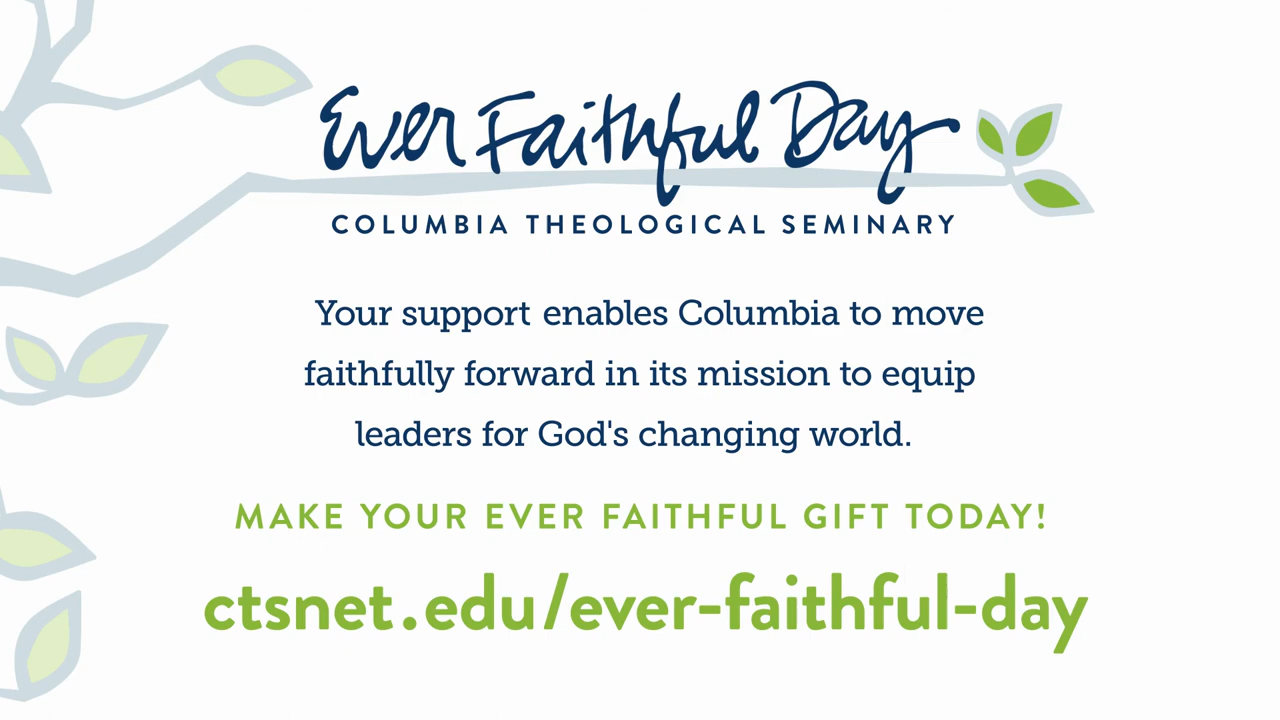 Ever Faithful Day
COLUMBIA THEOLOGICAL SEMINARY
Your support enables Columbia to move
faithfully forward in its mission to equip
leaders for God's changing world.
MAKE YOUR EVER FAITHFUL GIFT TODAY!
ctsnet.edu/ever-faithful-day